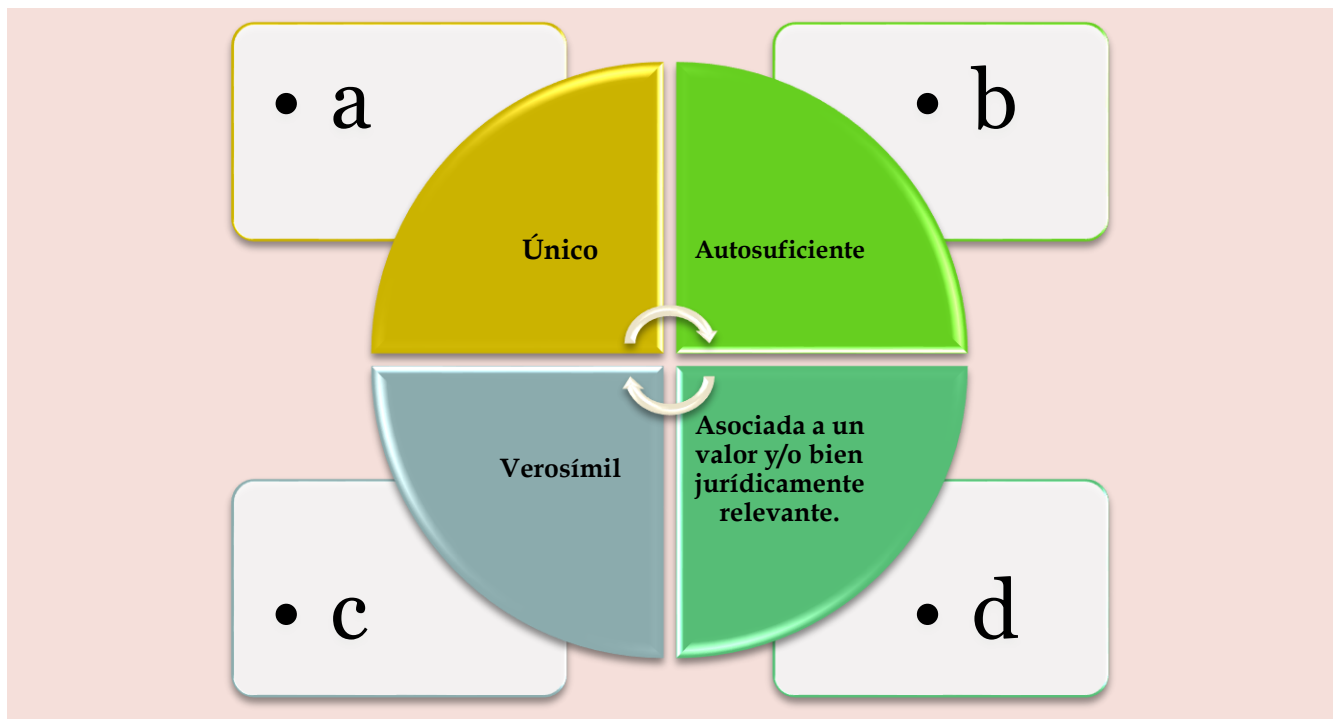 • a
• b
Único
Autosuficiente
Verosímil
Asociada a un
valor y/o bien
jurídicamente
relevante.
• c
• d